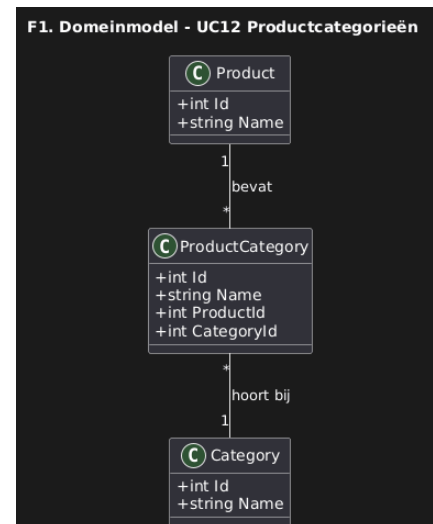 F1. Domeinmodel - UC12 Productcategorieën
C Product
+int Id
+string Name
1
bevat
*
C ProductCategory
+int Id
+string Name
+int ProductId
+int CategoryId
*
hoort bij
1
C Category
+int Id
+string Name